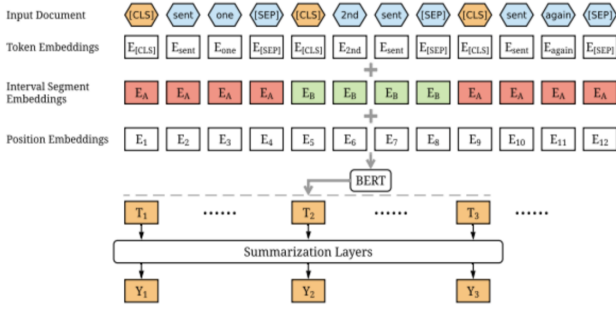 Input Document [CLS] sent one [SEP] [CLS] 2nd sent [SEP] [CLS] sent again [SEP]
Token Embeddings E[CLS] Esent Eone E[SEP] E[CLS] E2nd Esent E[SEP] E[CLS] Esent Eagain E[SEP]
+
Interval Segment
Embeddings EA EA EA EA EB EB EB EB EA EA EA EA
+
Position Embeddings E1 E2 E3 E4 E5 E6 E7 E8 E9 E10 E11 E12
BERT
T1 ...... T2 ...... T3 ......
Summarization Layers
Y1 Y2 Y3